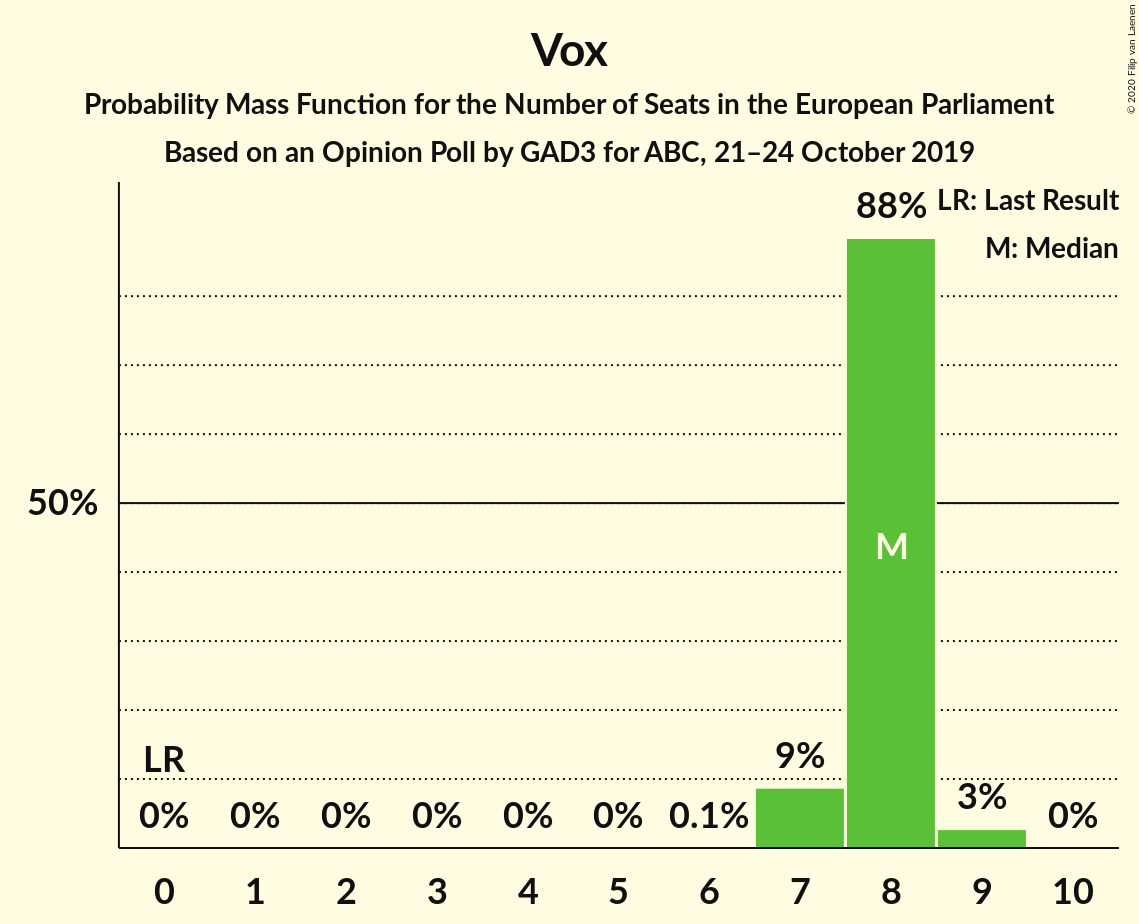 Vox
Probability Mass Function for the Number of Seats in the European Parliament
Based on an Opinion Poll by GAD3 for ABC, 21–24 October 2019
© 2020 Filip van Laenen
LR: Last Result
M: Median
50%
LR
0% 0% 0% 0% 0% 0% 0.1% 9% 88% 3% 0%
M
0 1 2 3 4 5 6 7 8 9 10